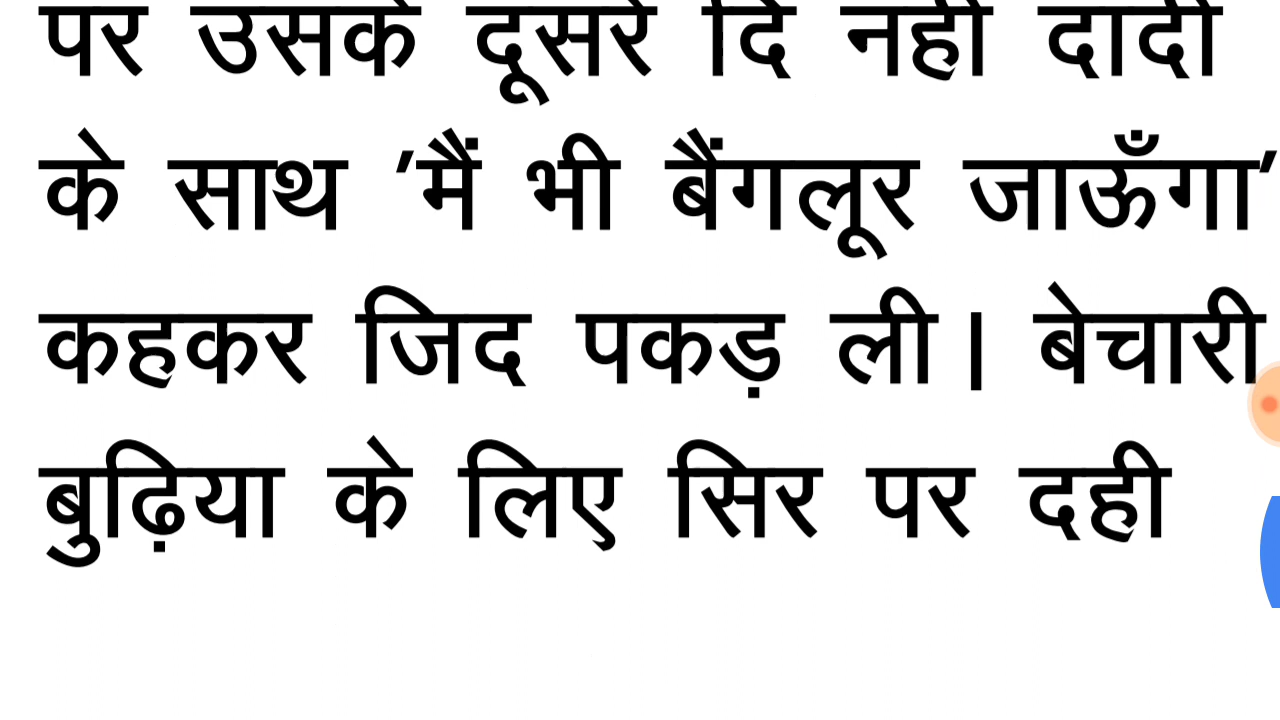 पर उसके दूसरे दि नही दादी
के साथ ’मैं भी बैंगलूर जाऊँगा’
कहकर जिद पकड़ ली। बेचारी
बुढ़िया के लिए सिर पर दही